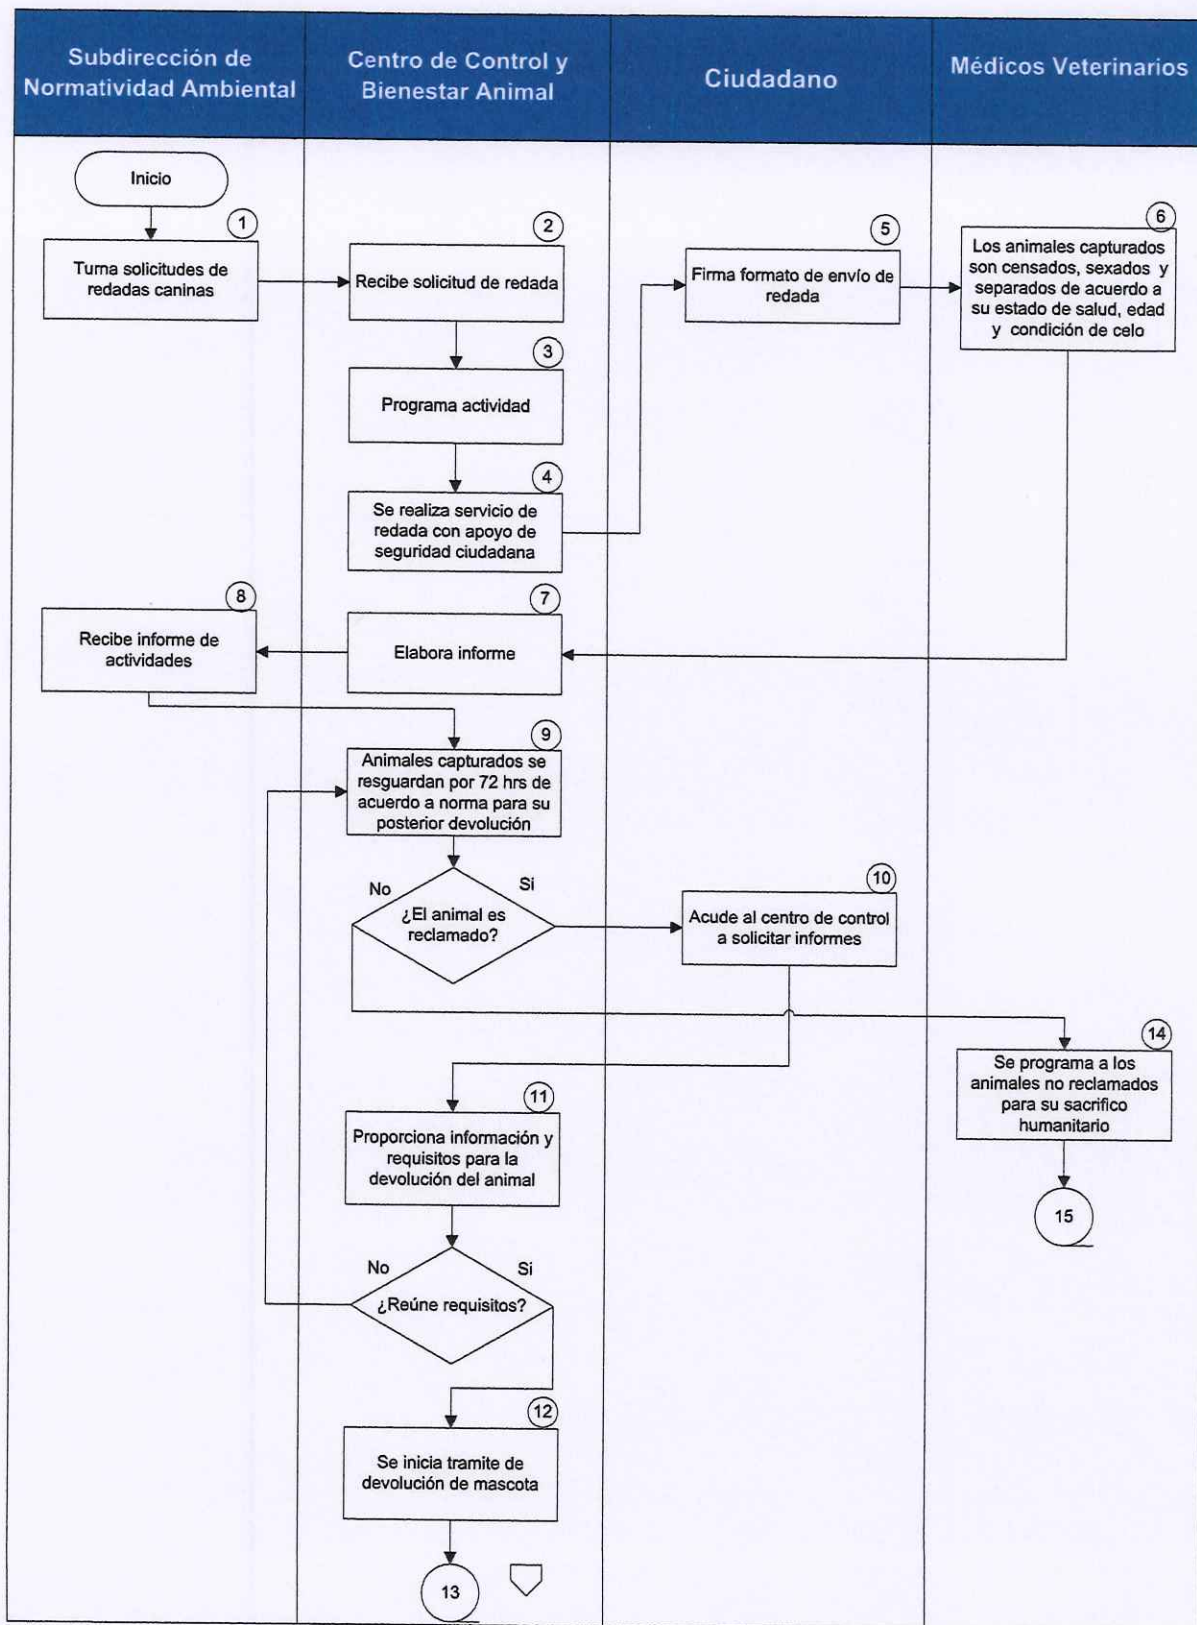 Subdirección de
Normatividad Ambiental
Centro de Control y
Bienestar Animal
Ciudadano
Médicos Veterinarios
Inicio
1
Turna solicitudes de
redadas caninas
2
Recibe solicitud de redada
3
Programa actividad
4
Se realiza servicio de
redada con apoyo de
seguridad ciudadana
5
Firma formato de envío de
redada
6
Los animales capturados
son censados, sexados y
separados de acuerdo a
su estado de salud, edad
y condición de celo
7
Elabora informe
8
Recibe informe de
actividades
9
Animales capturados se
resguardan por 72 hrs de
acuerdo a norma para su
posterior devolución
No
Si
¿El animal es
reclamado?
10
Acude al centro de control
a solicitar informes
11
Proporciona información y
requisitos para la
devolución del animal
No
Si
¿Reúne requisitos?
12
Se inicia tramite de
devolución de mascota
13
14
Se programa a los
animales no reclamados
para su sacrifico
humanitario
15